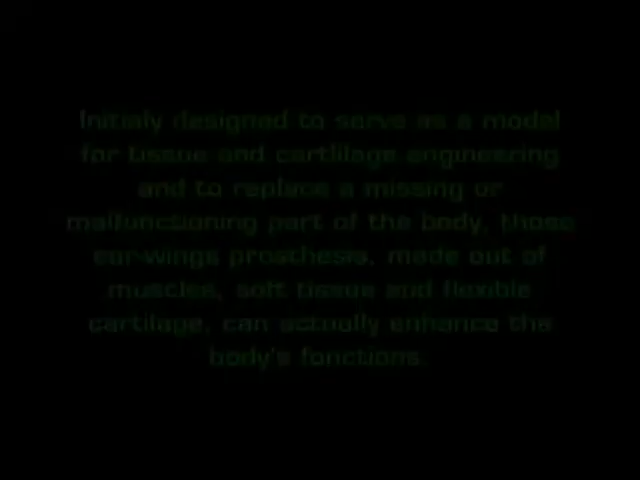 Initialy designed to serve as a model
for tissue and cartilage engineering
and to replace a missing or
malfunctioning part of the body, those
ear-wings prosthesis, made out of
muscles, soft tissue and flexible
cartilage, can actually enhance the
body's fonctions.